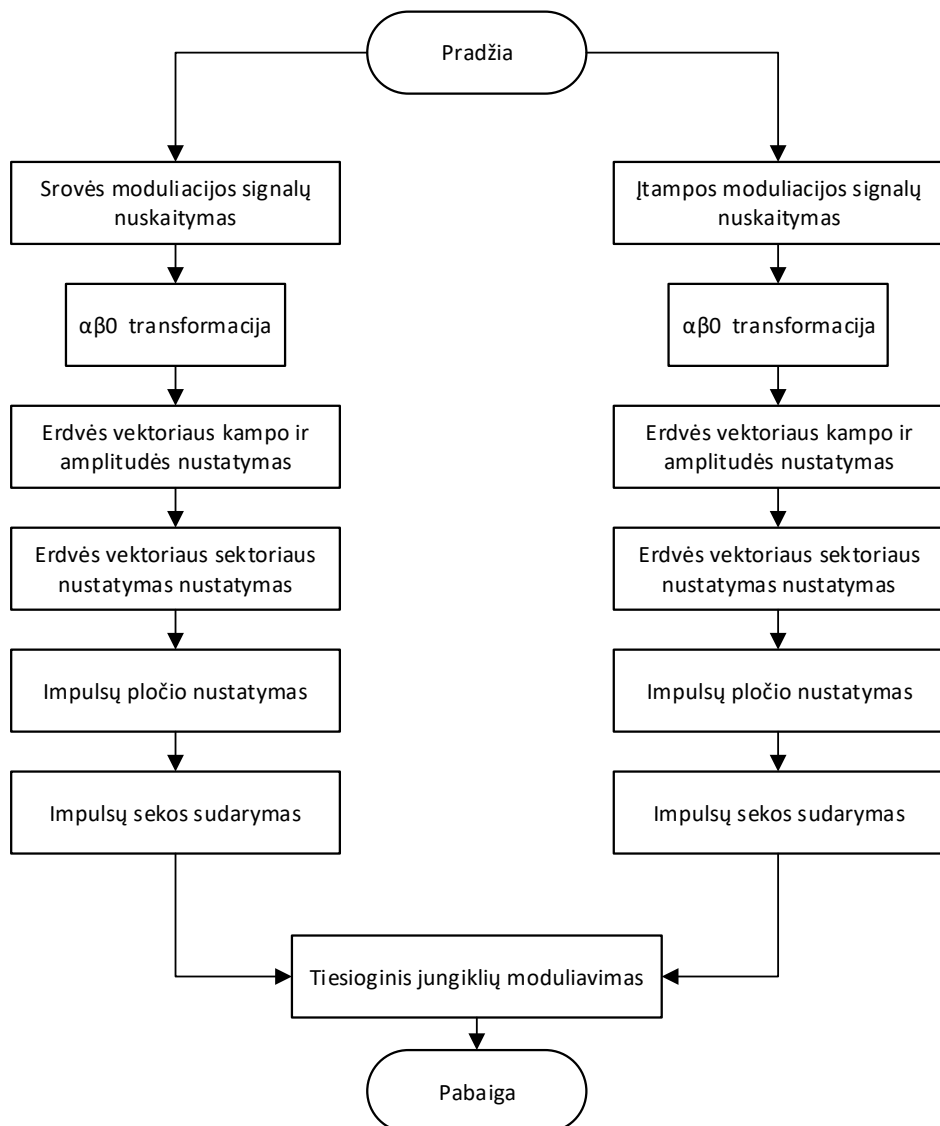 Pradžia
Srovės moduliacijos signalų
nuskaitymas
αβ0 transformacija
Erdvės vektoriaus kampo ir
amplitudės nustatymas
Erdvės vektoriaus sektoriaus
nustatymas nustatymas
Impulsų pločio nustatymas
Impulsų sekos sudarymas
Įtampos moduliacijos signalų
nuskaitymas
αβ0 transformacija
Erdvės vektoriaus kampo ir
amplitudės nustatymas
Erdvės vektoriaus sektoriaus
nustatymas nustatymas
Impulsų pločio nustatymas
Impulsų sekos sudarymas
Tiesioginis jungiklių moduliavimas
Pabaiga